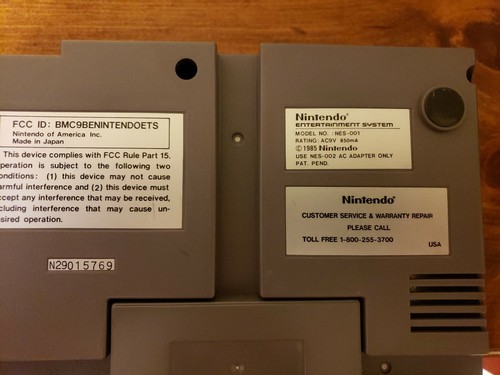 FCC ID: BMC9BENINTENDOETS
Nintendo of America Inc.
Made in Japan
This device complies with FCC Rule Part 15.
operation is subject to the following two
conditions: (1) this device may not cause
harmful interference and (2) this device must
accept any interference that may be received,
including interference that may cause un-
desired operation.
N29015769
Nintendo®
ENTERTAINMENT SYSTEM
MODEL NO.: NES-001
RATING: AC9V 850mA
© 1985 Nintendo
USE NES-002 AC ADAPTER ONLY
PAT. PEND.
Nintendo®
CUSTOMER SERVICE & WARRANTY REPAIR
PLEASE CALL
TOLL FREE 1-800-255-3700
USA